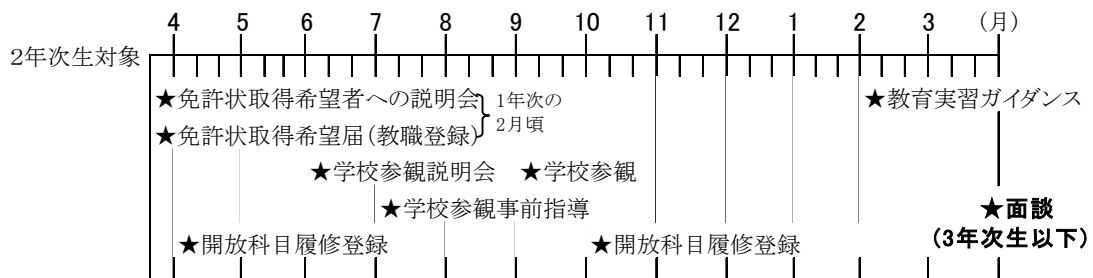 4 5 6 7 8 9 10 11 12 1 2 3 (月)
2年次生対象
★免許状取得希望者への説明会
★免許状取得希望届(教職登録)
1年次の
2月頃
★教育実習ガイダンス
★学校参観説明会 ★学校参観
★学校参観事前指導
★面談
(3年次生以下)
★開放科目履修登録 ★開放科目履修登録